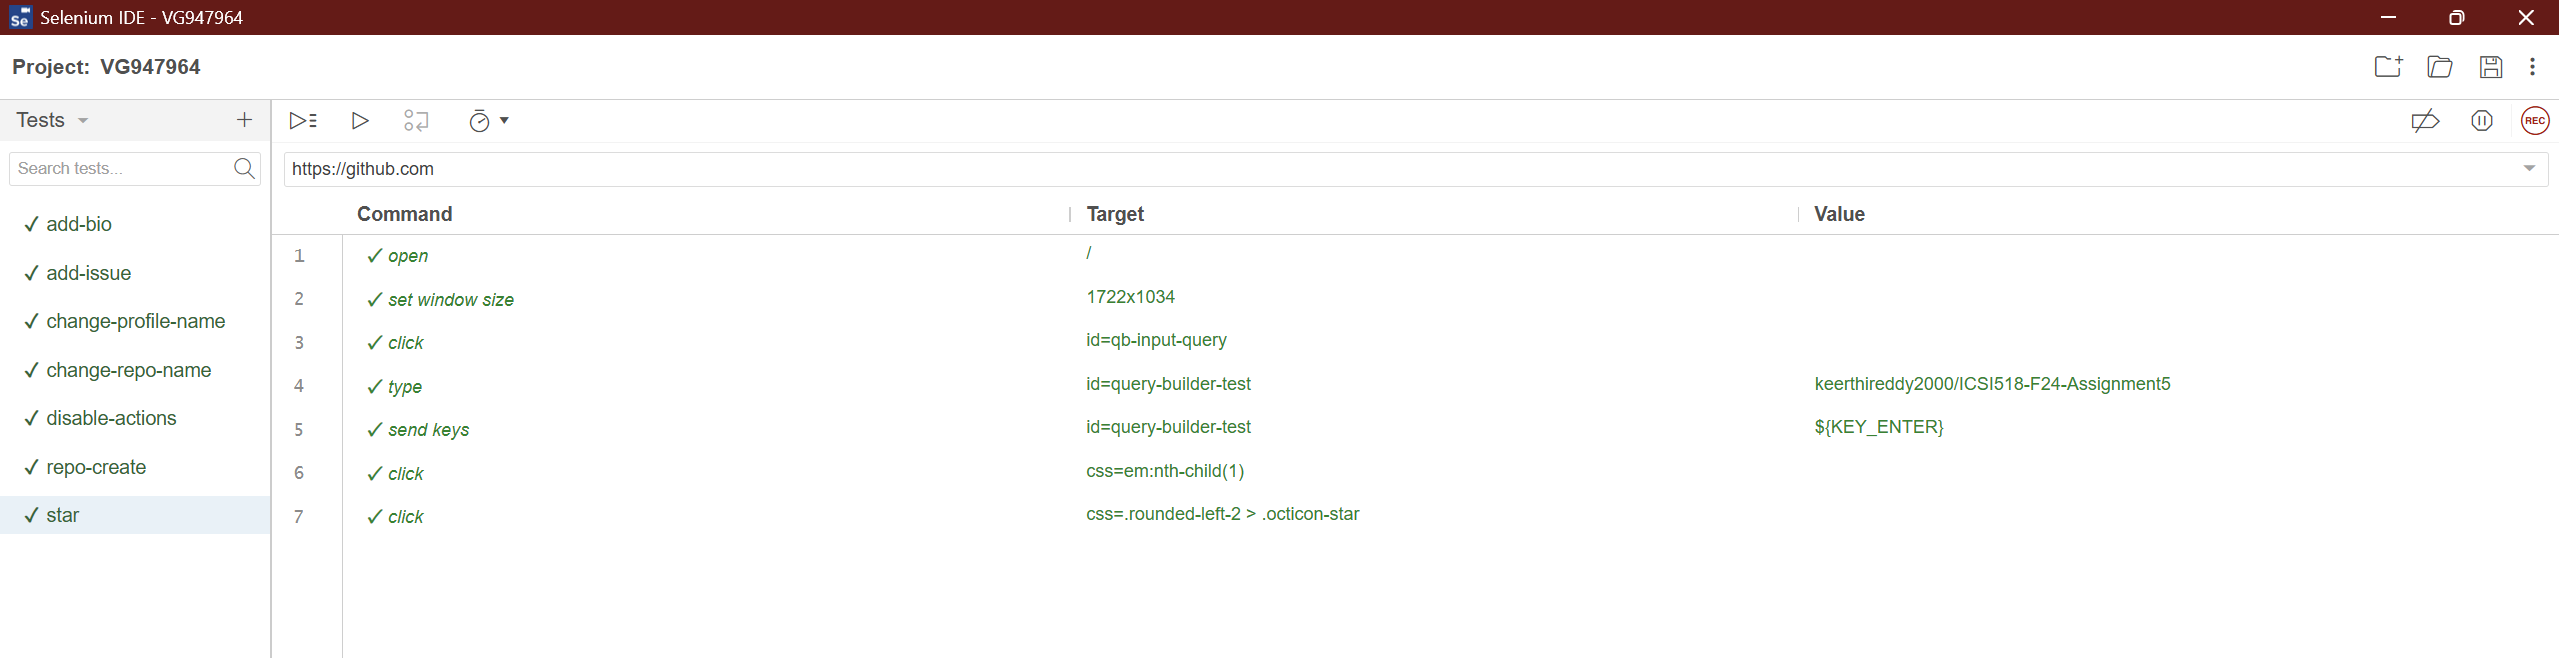 Se Selenium IDE - VG947964
Project: VG947964
Tests
Search tests...
✓ add-bio
✓ add-issue
✓ change-profile-name
✓ change-repo-name
✓ disable-actions
✓ repo-create
✓ star
REC
https://github.com
Command Target Value
1 ✓ open /
2 ✓ set window size 1722x1034
3 ✓ click id=qb-input-query
4 ✓ type id=query-builder-test keerthireddy2000/ICSI518-F24-Assignment5
5 ✓ send keys id=query-builder-test ${KEY_ENTER}
6 ✓ click css=em:nth-child(1)
7 ✓ click css=.rounded-left-2 > .octicon-star